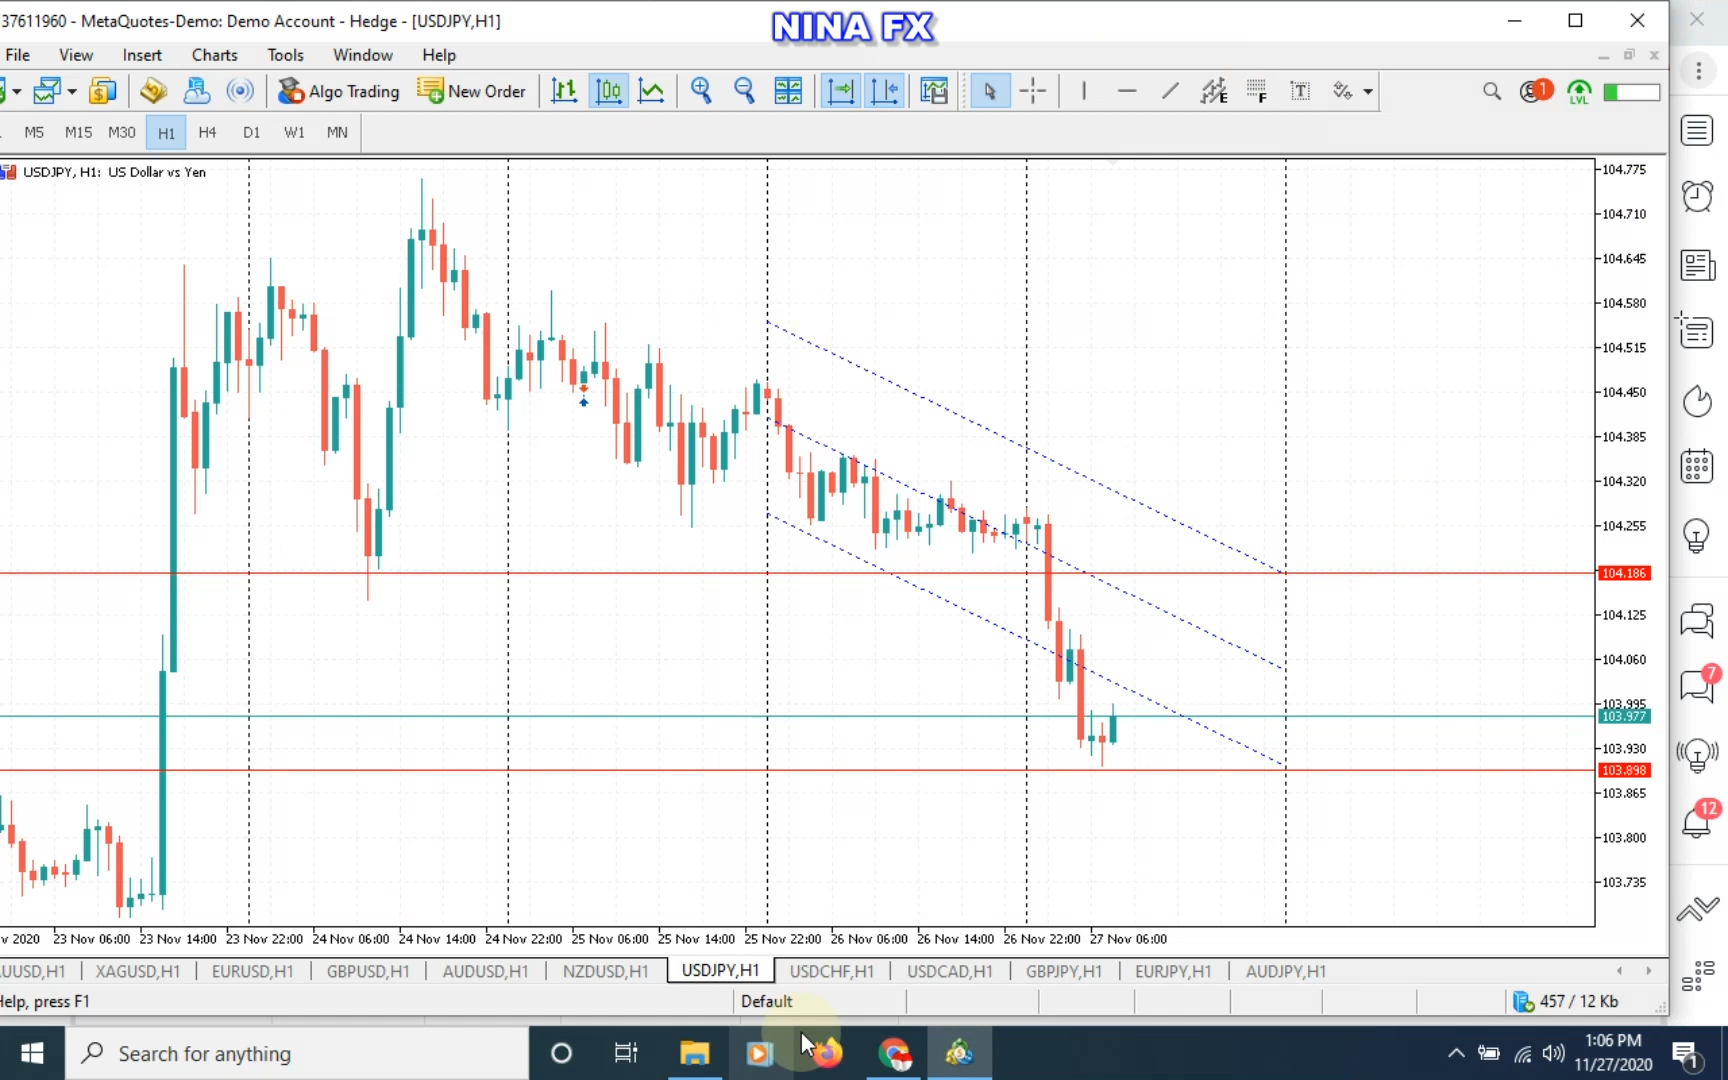 37611960 - MetaQuotes-Demo: Demo Account - Hedge - [USDJPY,H1]
NINA FX
File View Insert Charts Tools Window Help
Algo Trading New Order
E F T 1 LVL
M5 M15 M30 H1 H4 D1 W1 MN
USDJPY, H1: US Dollar vs Yen
104.775
104.710
104.645
104.580
104.515
104.450
104.385
104.320
104.255
104.186
104.125
104.060
103.995
103.977
103.930
103.898
103.865
103.800
103.735
7
12
v 2020 23 Nov 06:00 23 Nov 14:00 23 Nov 22:00 24 Nov 06:00 24 Nov 14:00 24 Nov 22:00 25 Nov 06:00 25 Nov 14:00 25 Nov 22:00 26 Nov 06:00 26 Nov 14:00 26 Nov 22:00 27 Nov 06:00
UUSD,H1 XAGUSD,H1 EURUSD,H1 GBPUSD,H1 AUDUSD,H1 NZDUSD,H1 USDJPY,H1 USDCHF,H1 USDCAD,H1 GBPJPY,H1 EURJPY,H1 AUDJPY,H1
Help, press F1 Default 457 / 12 Kb
Search for anything
1:06 PM
11/27/2020
1